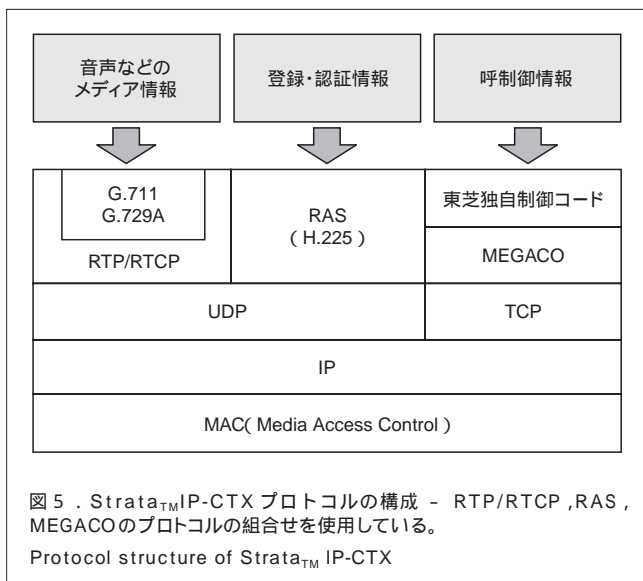 音声などの
メディア情報
登録・認証情報
呼制御情報
G.711
G.729A
RTP/RTCP
RAS
( H.225 )
東芝独自制御コード
MEGACO
UDP
TCP
IP
MAC( Media Access Control )
図5．Strata™IP-CTX プロトコルの構成 － RTP/RTCP ,RAS ,
MEGACOのプロトコルの組合せを使用している。
Protocol structure of Strata™ IP-CTX